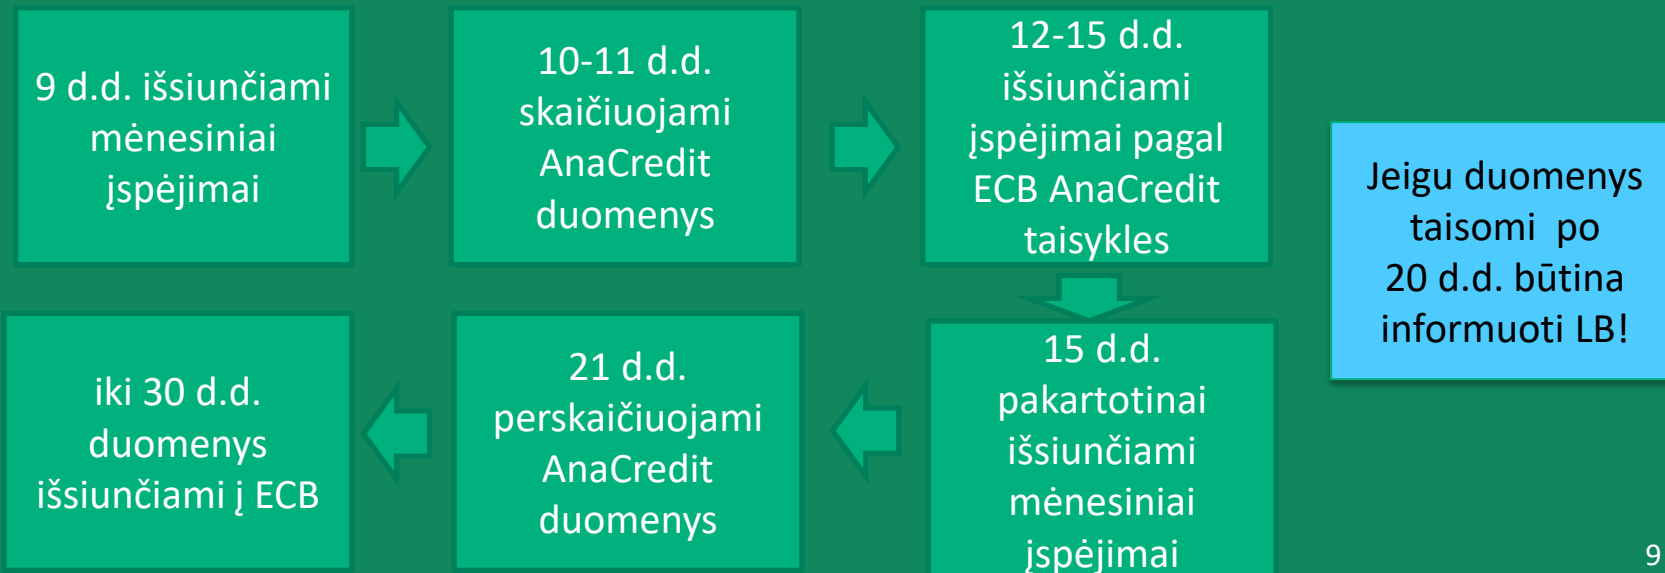 9 d.d. išsiunčiami
mėnesiniai
įspėjimai
10-11 d.d.
skaičiuojami
AnaCredit
duomenys
12-15 d.d.
išsiunčiami
įspėjimai pagal
ECB AnaCredit
taisykles
15 d.d.
pakartotinai
išsiunčiami
mėnesiniai
įspėjimai
21 d.d.
perskaičiuojami
AnaCredit
duomenys
iki 30 d.d.
duomenys
išsiunčiami į ECB
Jeigu duomenys
taisomi po
20 d.d. būtina
informuoti LB!
9